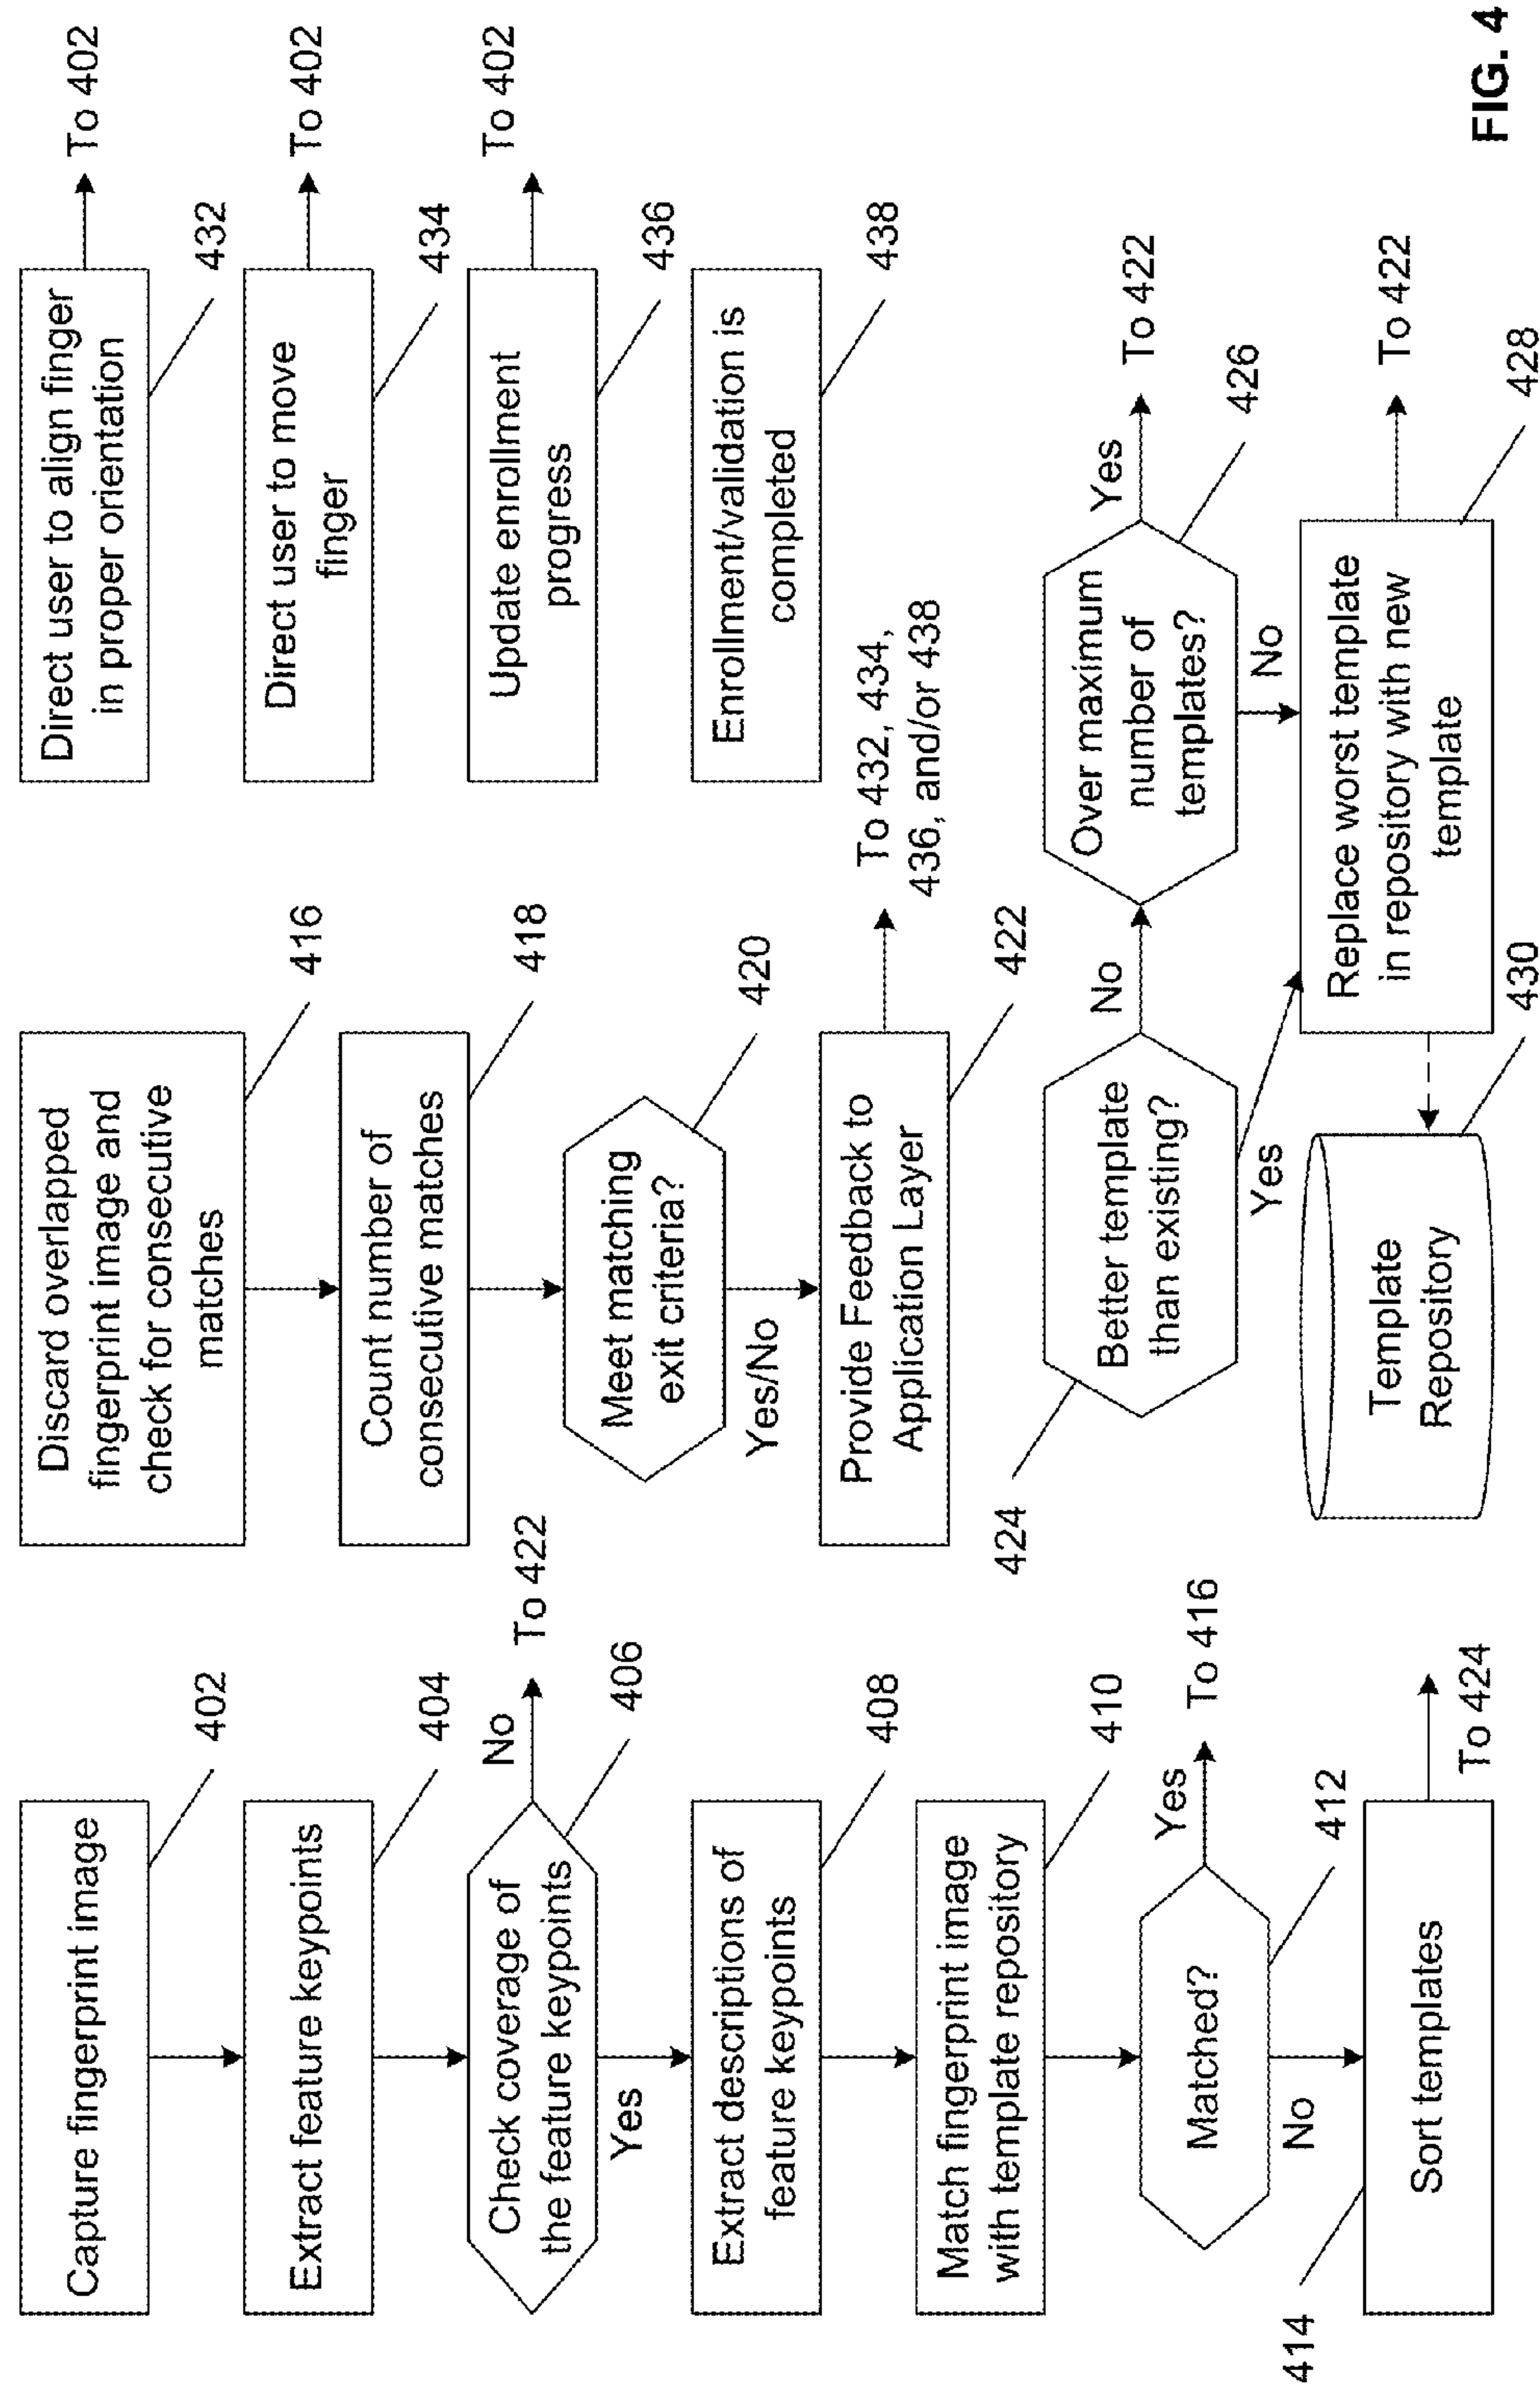 Capture fingerprint image
402
Extract feature keypoints
404
Check coverage of
the feature keypoints
No
To 422
406
Yes
Extract descriptions of
feature keypoints
408
Match fingerprint image
with template repository
410
Matched?
Yes
To 416
412
No
414
Sort templates
To 424
Discard overlapped
fingerprint image and
check for consecutive
matches
416
Count number of
consecutive matches
418
Meet matching
exit criteria?
420
Yes/No
Provide Feedback to
Application Layer
To 432, 434,
436, and/or 438
422
424
Better template
than existing?
No
Yes
Over maximum
number of
templates?
Yes
To 422
426
No
Replace worst template
in repository with new
template
To 422
428
Template
Repository
430
Direct user to align finger
in proper orientation
To 402
432
Direct user to move
finger
To 402
434
Update enrollment
progress
To 402
436
Enrollment/validation is
completed
438
FIG. 4